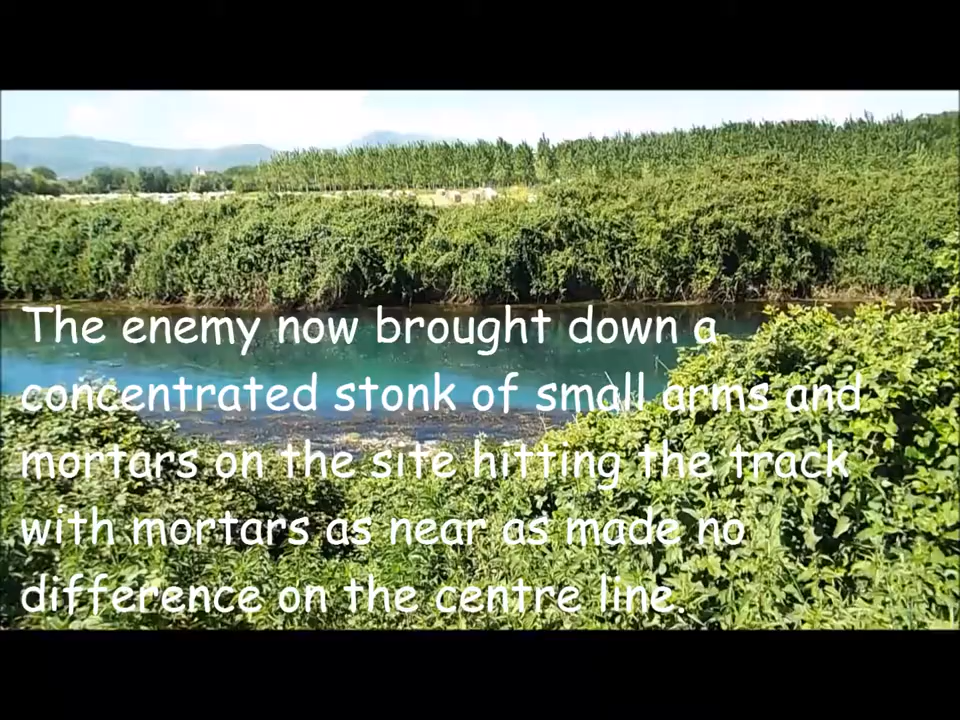 The enemy now brought down a
concentrated stonk of small arms and
mortars on the site hitting the track
with mortars as near as made no
difference on the centre line.